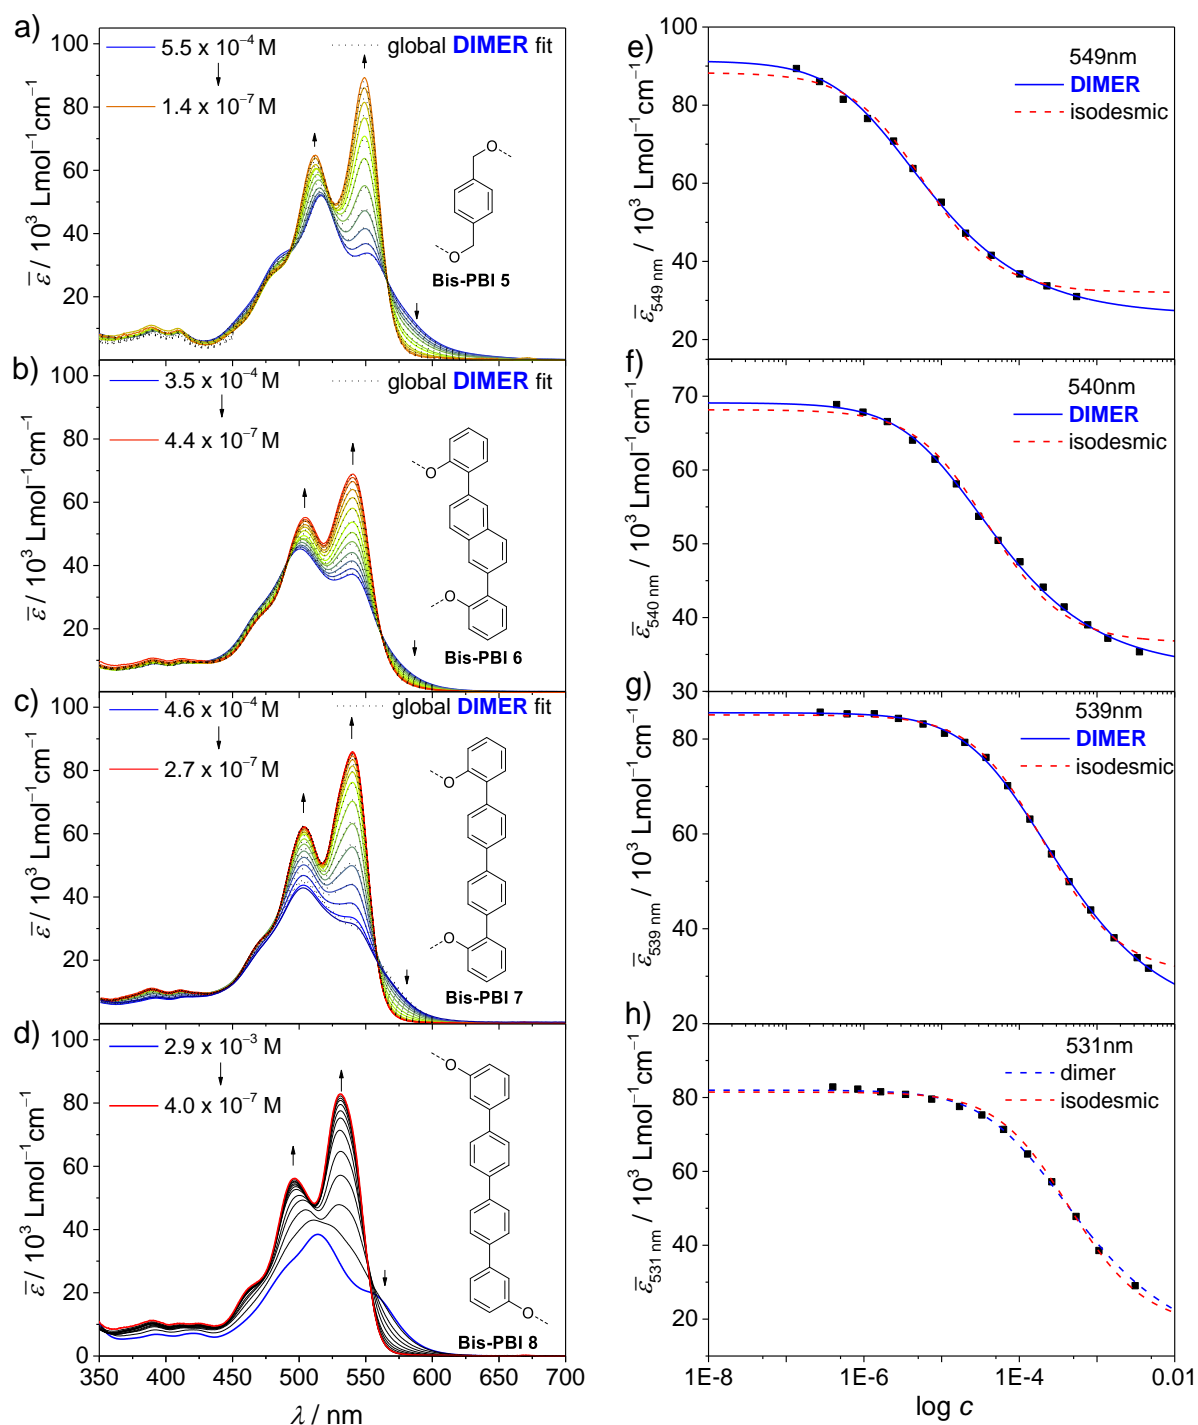 a)
100
80
60
40
20
ε̄ / 10³ Lmol⁻¹cm⁻¹
5.5 x 10⁻⁴ M
1.4 x 10⁻⁷ M
global DIMER fit
O
O
Bis-PBI 5
b)
100
80
60
40
20
ε̄ / 10³ Lmol⁻¹cm⁻¹
3.5 x 10⁻⁴ M
4.4 x 10⁻⁷ M
global DIMER fit
O
O
Bis-PBI 6
c)
100
80
60
40
20
ε̄ / 10³ Lmol⁻¹cm⁻¹
4.6 x 10⁻⁴ M
2.7 x 10⁻⁷ M
global DIMER fit
O
O
Bis-PBI 7
d)
100
80
60
40
20
ε̄ / 10³ Lmol⁻¹cm⁻¹
2.9 x 10⁻³ M
4.0 x 10⁻⁷ M
O
O
Bis-PBI 8
350 400 450 500 550 600 650 700
λ / nm
e)
100
80
60
40
20
ε̄₅₄₉ ₙₘ / 10³ Lmol⁻¹cm⁻¹
549nm
DIMER
isodesmic
f)
70
60
50
40
30
ε̄₅₄₀ ₙₘ / 10³ Lmol⁻¹cm⁻¹
540nm
DIMER
isodesmic
g)
80
60
40
20
ε̄₅₃₉ ₙₘ / 10³ Lmol⁻¹cm⁻¹
539nm
DIMER
isodesmic
h)
100
80
60
40
20
ε̄₅₃₁ ₙₘ / 10³ Lmol⁻¹cm⁻¹
531nm
dimer
isodesmic
1E-8 1E-6 1E-4 0.01
log c